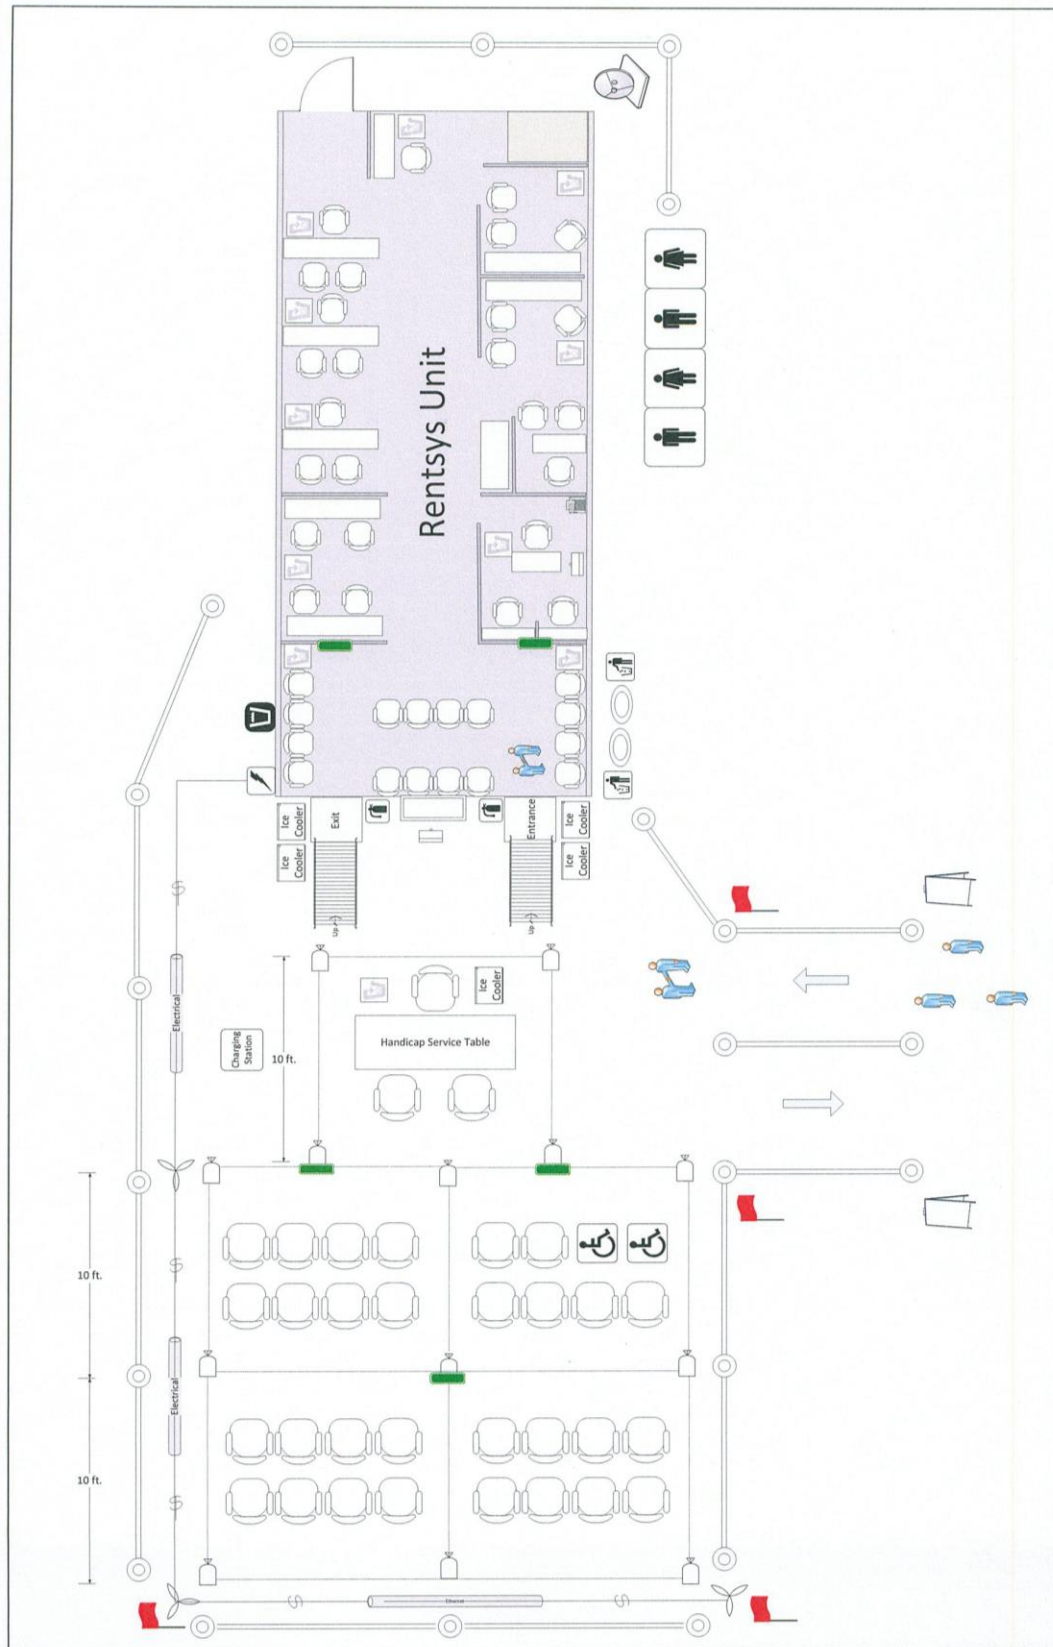 Rentsys Unit
Ice
Cooler
Exit
Entrance
Ice
Cooler
Ice
Cooler
Ice
Cooler
Up
Up
Electrical
Charging
Station
10 ft.
Ice
Cooler
Handicap Service Table
10 ft.
Electrical
10 ft.